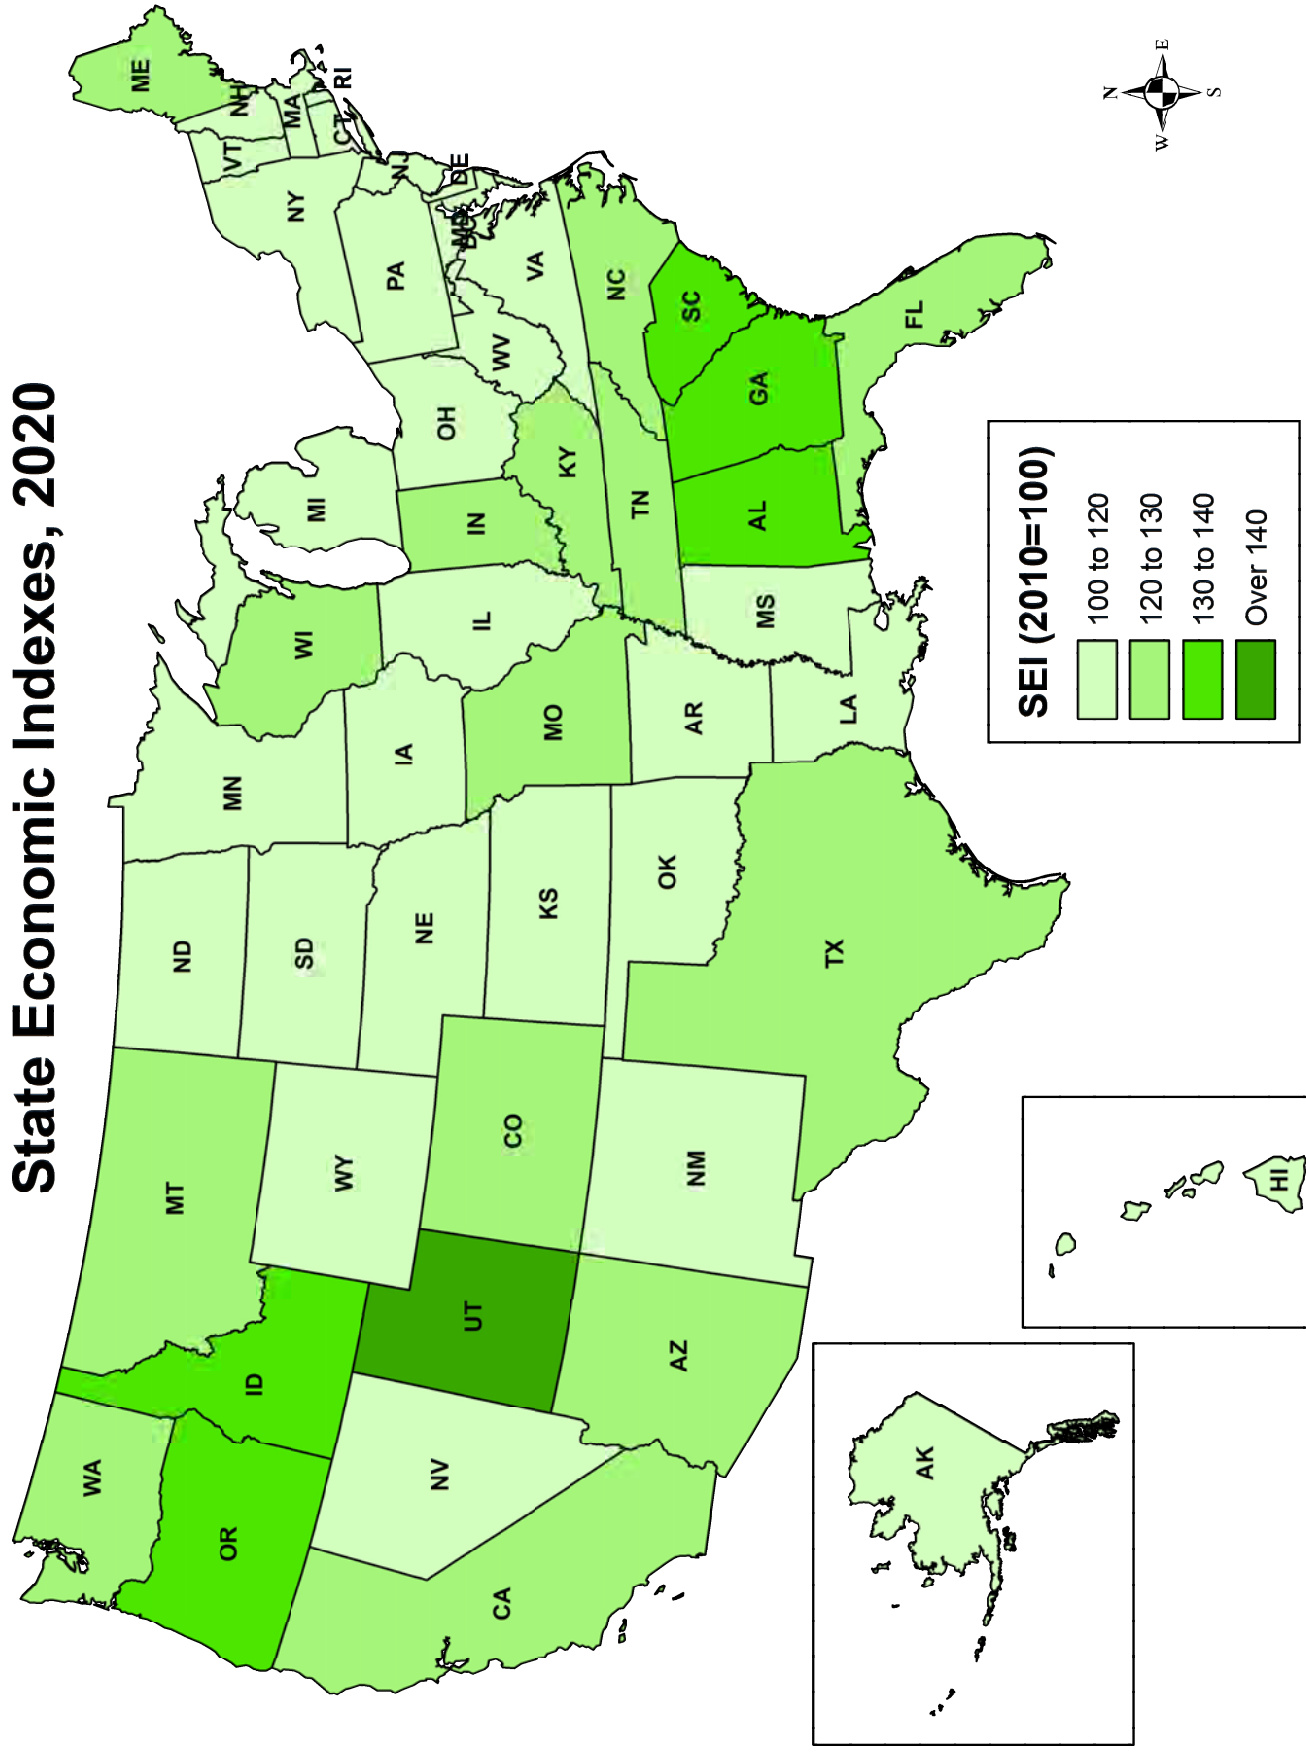 State Economic Indexes, 2020
WA
MT
ND
MN
ME
OR
ID
WY
SD
WI
MI
NY
VT
NH
MA
CT
RI
NV
UT
CO
NE
IA
IL
IN
OH
PA
NJ
DE
MD
DC
CA
AZ
NM
KS
MO
KY
WV
VA
OK
AR
TN
NC
TX
LA
MS
AL
GA
SC
FL
AK
HI
SEI (2010=100)
100 to 120
120 to 130
130 to 140
Over 140
N
W
E
S